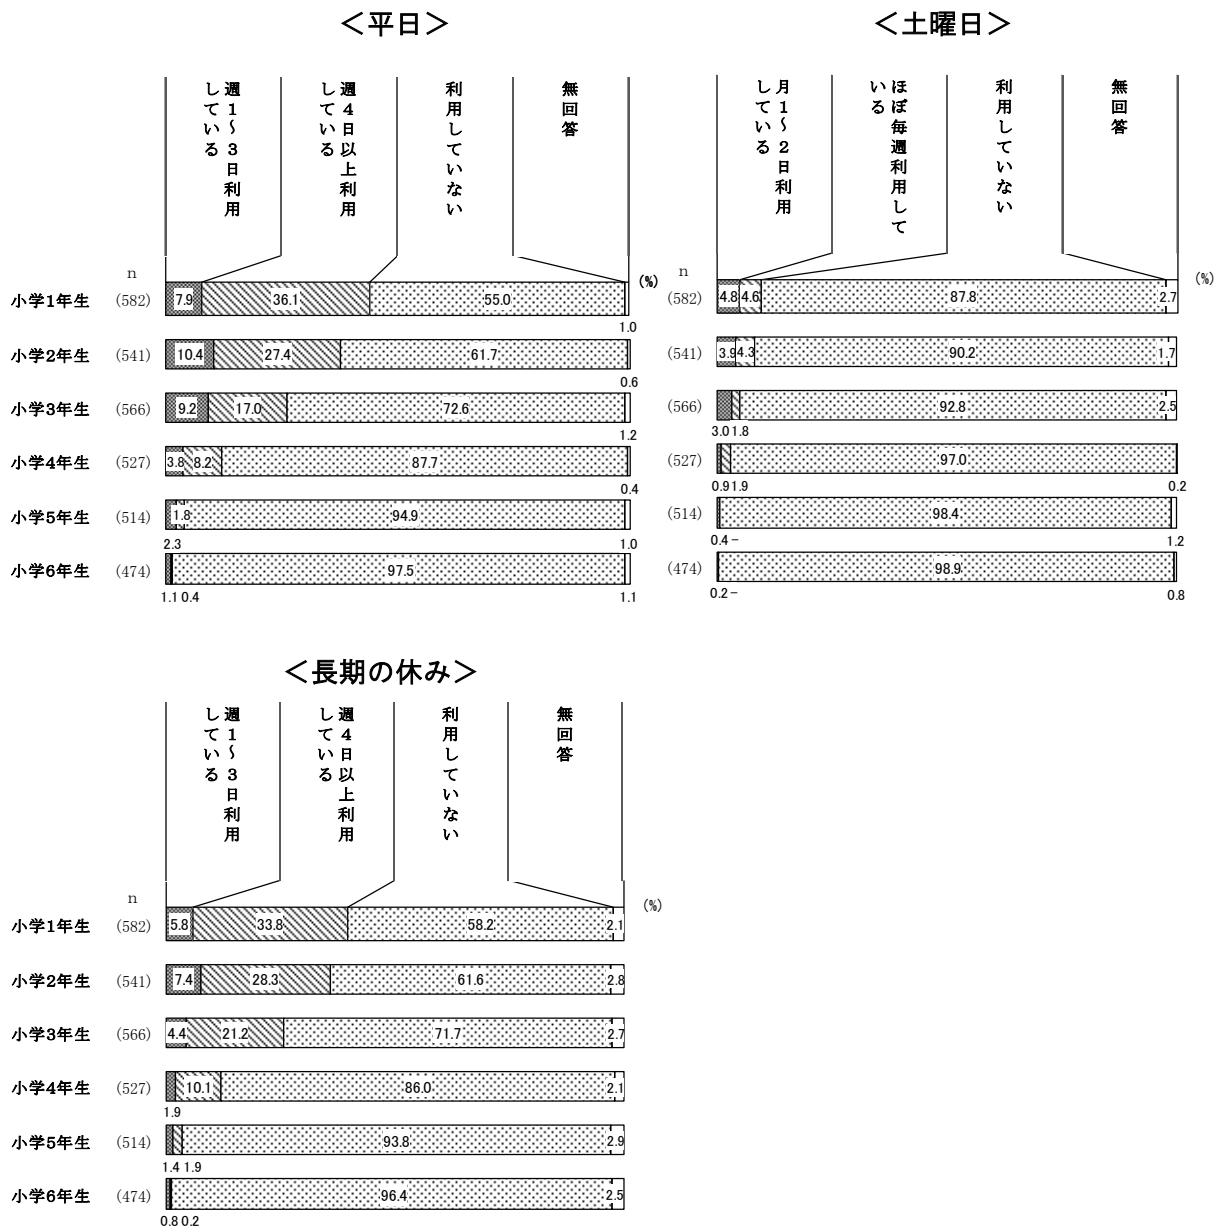 ＜平日＞
週１～３日利用
している
週４日以上利用
している
利用していない
無回答
n
(%)
小学1年生 (582) 7.9 36.1 55.0
1.0
小学2年生 (541) 10.4 27.4 61.7
0.6
小学3年生 (566) 9.2 17.0 72.6
1.2
小学4年生 (527) 3.8 8.2 87.7
0.4
小学5年生 (514) 1.8 94.9
2.3 1.0
小学6年生 (474) 97.5
1.1 0.4 1.1
＜土曜日＞
月１～２日利用
している
ほぼ毎週利用して
いる
利用していない
無回答
n
(%)
(582) 4.8 4.6 87.8 2.7
(541) 3.9 4.3 90.2 1.7
(566) 92.8 2.5
3.0 1.8
(527) 97.0
0.9 1.9 0.2
(514) 98.4
0.4 － 1.2
(474) 98.9
0.2 － 0.8
＜長期の休み＞
週１～３日利用
している
週４日以上利用
している
利用していない
無回答
n
(%)
小学1年生 (582) 5.8 33.8 58.2 2.1
小学2年生 (541) 7.4 28.3 61.6 2.8
小学3年生 (566) 4.4 21.2 71.7 2.7
小学4年生 (527) 10.1 86.0 2.1
1.9
小学5年生 (514) 93.8 2.9
1.4 1.9
小学6年生 (474) 96.4 2.5
0.8 0.2